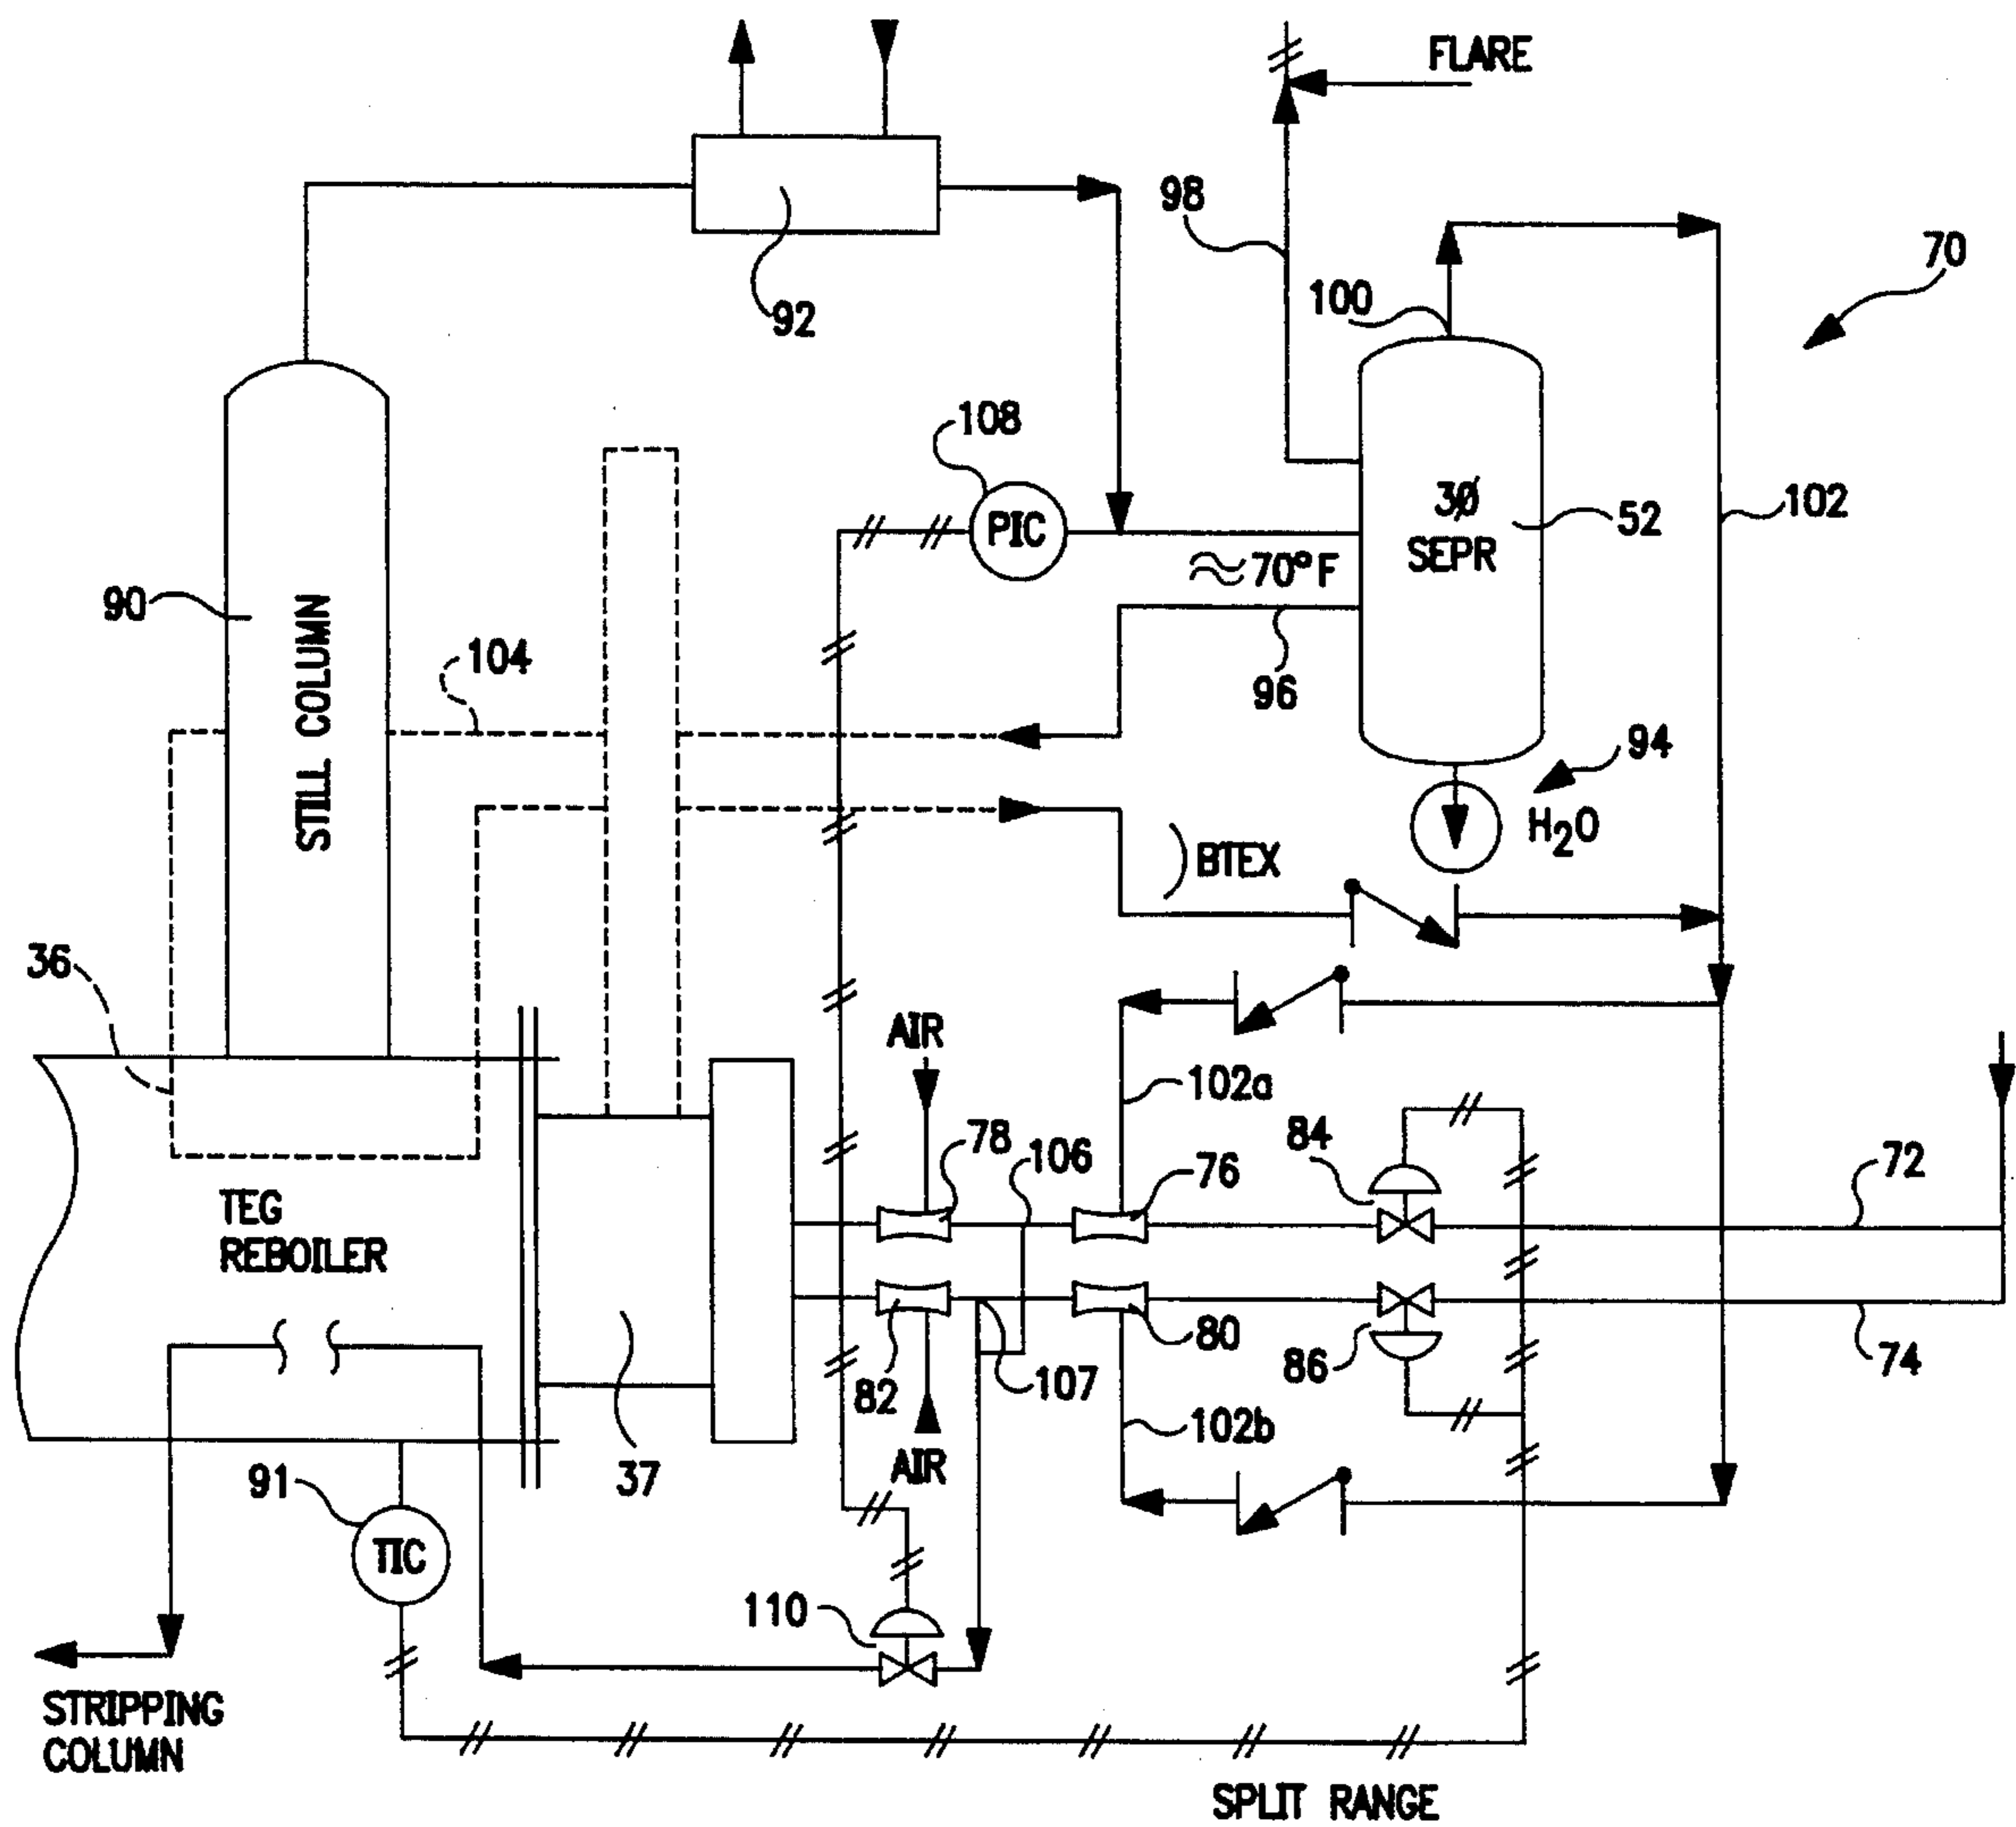 FLARE
98
70
100
92
108
PIC
3Ø
SEPR
52
102
≈70°F
90
STILL COLUMN
104
96
94
H2O
BTEX
36
AIR
102a
78
106
76
84
72
TEG
REBOILER
82
107
80
86
74
AIR
102b
37
91
TIC
110
STRIPPING
COLUMN
SPLIT RANGE